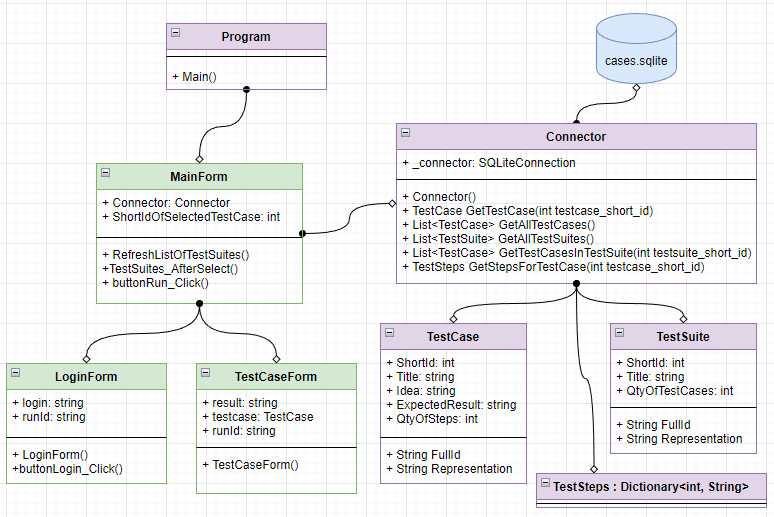 Program
+ Main()
cases.sqlite
Connector
+ _connector: SQLiteConnection
+ Connector()
+ TestCase GetTestCase(int testcase_short_id)
+ List<TestCase> GetAllTestCases()
+ List<TestSuite> GetAllTestSuites()
+ List<TestCase> GetTestCasesInTestSuite(int testsuite_short_id)
+ TestSteps GetStepsForTestCase(int testcase_short_id)
MainForm
+ Connector: Connector
+ ShortIdOfSelectedTestCase: int
+ RefreshListOfTestSuites()
+TestSuites_AfterSelect()
+ buttonRun_Click()
LoginForm
+ login: string
+ runId: string
+ LoginForm()
+buttonLogin_Click()
TestCaseForm
+ result: string
+ testcase: TestCase
+ runId: string
+ TestCaseForm()
TestCase
+ ShortId: int
+ Title: string
+ Idea: string
+ ExpectedResult: string
+ QtyOfSteps: int
+ String FullId
+ String Representation
TestSuite
+ ShortId: int
+ Title: string
+ QtyOfTestCases: int
+ String FullId
+ String Representation
TestSteps : Dictionary<int, String>